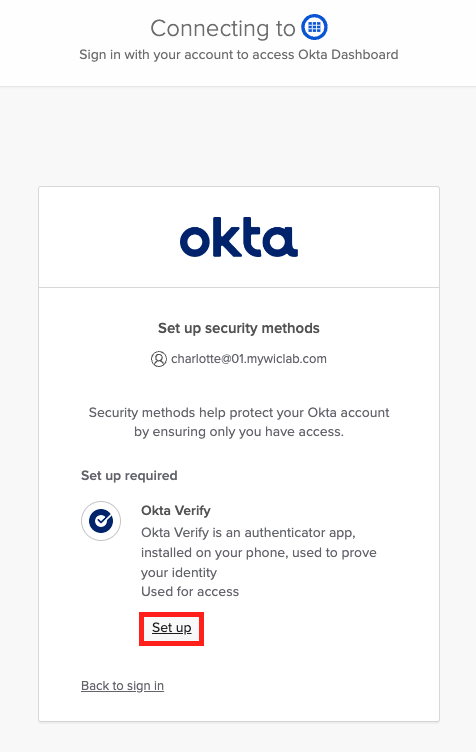 Connecting to
Sign in with your account to access Okta Dashboard
okta
Set up security methods
charlotte@01.mywiclab.com
Security methods help protect your Okta account
by ensuring only you have access.
Set up required
Okta Verify
Okta Verify is an authenticator app,
installed on your phone, used to prove
your identity
Used for access
Set up
Back to sign in